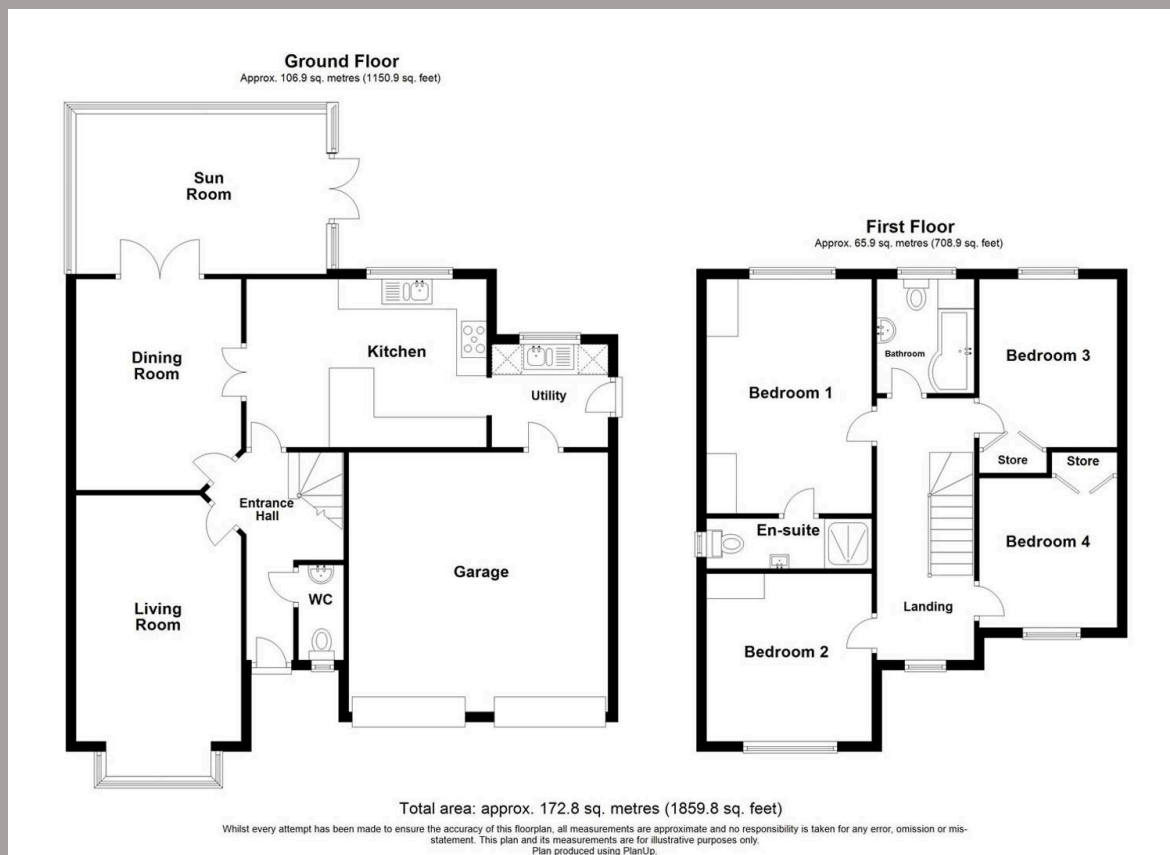 Ground Floor
Approx. 106.9 sq. metres (1150.9 sq. feet)
Sun
Room
Dining
Room
Kitchen
Utility
Entrance
Hall
Living
Room
WC
Garage
First Floor
Approx. 65.9 sq. metres (708.9 sq. feet)
Bedroom 1
Bathroom
Bedroom 3
Store
Store
En-suite
Bedroom 4
Landing
Bedroom 2
Total area: approx. 172.8 sq. metres (1859.8 sq. feet)
Whilst every attempt has been made to ensure the accuracy of this floorplan, all measurements are approximate and no responsibility is taken for any error, omission or mis-
statement. This plan and its measurements are for illustrative purposes only.
Plan produced using PlanUp.